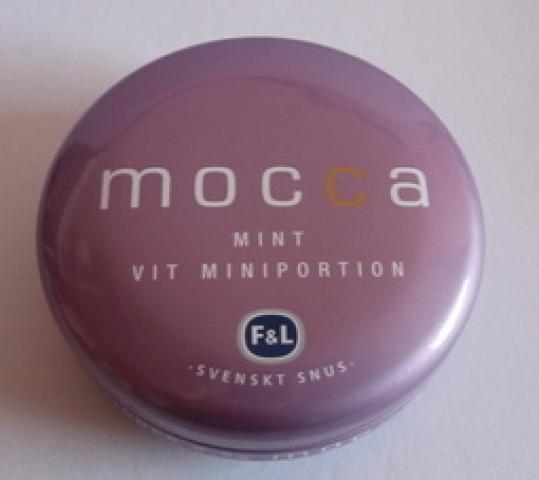 mocca
MINT
VIT MINIPORTION
F&L
·SVENSKT SNUS·